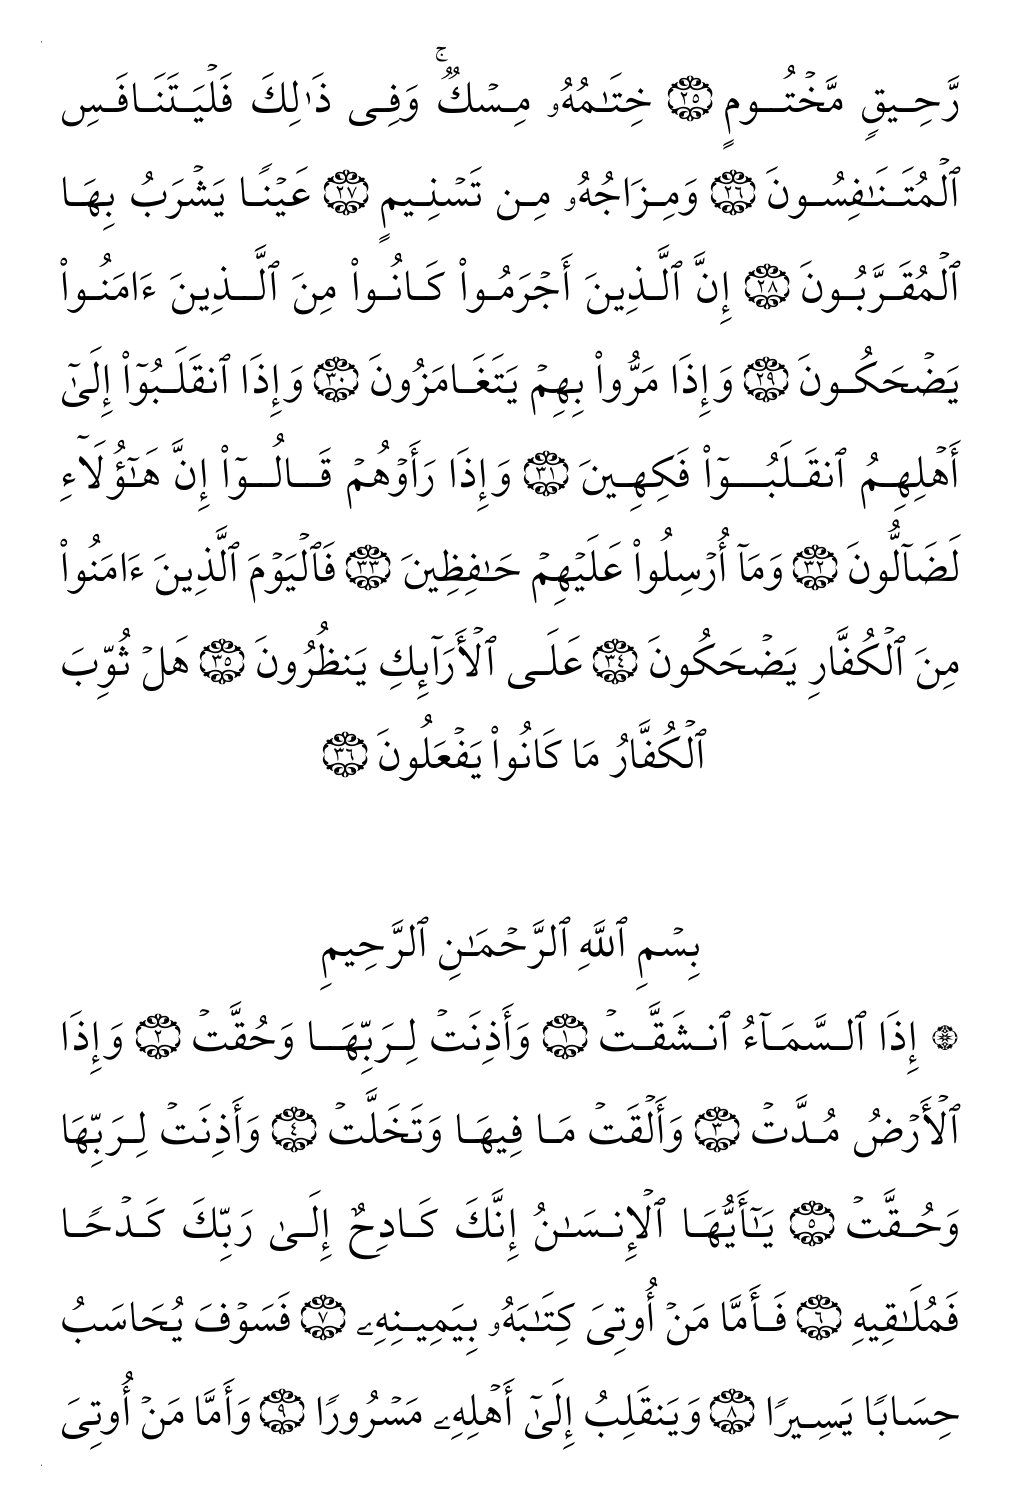 رَّحِيقٍ مَّخْتُومٍ ٢٥ خِتَٰمُهُۥ مِسْكٌۭ ۚ وَفِى ذَٰلِكَ فَلْيَتَنَافَسِ
ٱلْمُتَنَٰفِسُونَ ٢٦ وَمِزَاجُهُۥ مِن تَسْنِيمٍ ٢٧ عَيْنًا يَشْرَبُ بِهَا
ٱلْمُقَرَّبُونَ ٢٨ إِنَّ ٱلَّذِينَ أَجْرَمُوا۟ كَانُوا۟ مِنَ ٱلَّذِينَ ءَامَنُوا۟
يَضْحَكُونَ ٢٩ وَإِذَا مَرُّوا۟ بِهِمْ يَتَغَامَزُونَ ٣٠ وَإِذَا ٱنقَلَبُوٓا۟ إِلَىٰٓ
أَهْلِهِمُ ٱنقَلَبُوٓا۟ فَكِهِينَ ٣١ وَإِذَا رَأَوْهُمْ قَالُوٓا۟ إِنَّ هَٰٓؤُلَآءِ
لَضَآلُّونَ ٣٢ وَمَآ أُرْسِلُوا۟ عَلَيْهِمْ حَٰفِظِينَ ٣٣ فَٱلْيَوْمَ ٱلَّذِينَ ءَامَنُوا۟
مِنَ ٱلْكُفَّارِ يَضْحَكُونَ ٣٤ عَلَى ٱلْأَرَآئِكِ يَنظُرُونَ ٣٥ هَلْ ثُوِّبَ
ٱلْكُفَّارُ مَا كَانُوا۟ يَفْعَلُونَ ٣٦
بِسْمِ ٱللَّهِ ٱلرَّحْمَٰنِ ٱلرَّحِيمِ
۞ إِذَا ٱلسَّمَآءُ ٱنشَقَّتْ ١ وَأَذِنَتْ لِرَبِّهَا وَحُقَّتْ ٢ وَإِذَا
ٱلْأَرْضُ مُدَّتْ ٣ وَأَلْقَتْ مَا فِيهَا وَتَخَلَّتْ ٤ وَأَذِنَتْ لِرَبِّهَا
وَحُقَّتْ ٥ يَٰٓأَيُّهَا ٱلْإِنسَٰنُ إِنَّكَ كَادِحٌ إِلَىٰ رَبِّكَ كَدْحًا
فَمُلَٰقِيهِ ٦ فَأَمَّا مَنْ أُوتِىَ كِتَٰبَهُۥ بِيَمِينِهِۦ ٧ فَسَوْفَ يُحَاسَبُ
حِسَابًا يَسِيرًا ٨ وَيَنقَلِبُ إِلَىٰٓ أَهْلِهِۦ مَسْرُورًا ٩ وَأَمَّا مَنْ أُوتِىَ